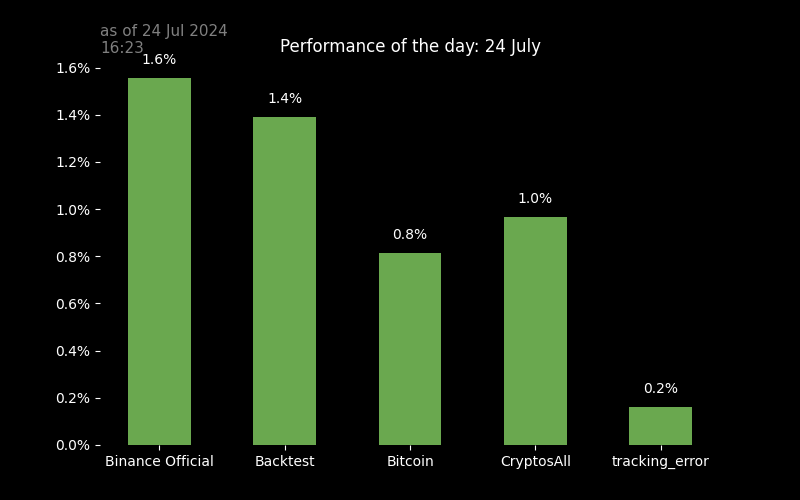 as of 24 Jul 2024
16:23
Performance of the day: 24 July
1.6%
1.4%
1.2%
1.0%
0.8%
0.6%
0.4%
0.2%
0.0%
1.6%
1.4%
0.8%
1.0%
0.2%
Binance Official
Backtest
Bitcoin
CryptosAll
tracking_error